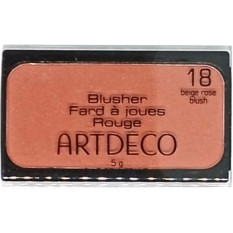 18
beige rose
blush
Blusher
Fard à joues
Rouge
ARTDECO
5 g